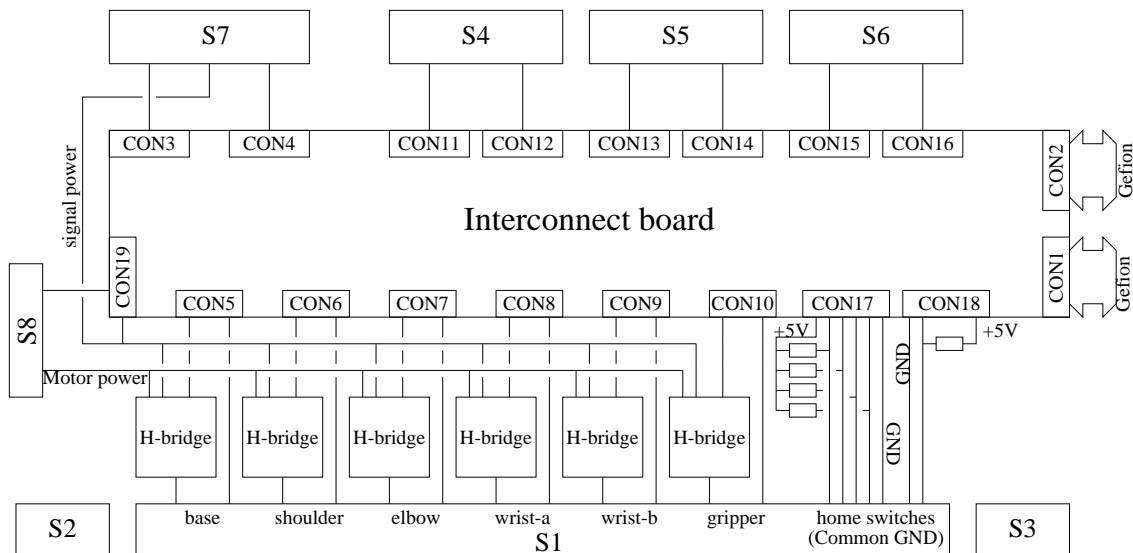 S7
S4
S5
S6
CON3
CON4
CON11
CON12
CON13
CON14
CON15
CON16
CON2
Gefion
signal power
Interconnect board
CON19
CON1
Gefion
S8
CON5
CON6
CON7
CON8
CON9
CON10
CON17
CON18
+5V
+5V
GND
Motor power
H-bridge
H-bridge
H-bridge
H-bridge
H-bridge
H-bridge
GND
S2
base
shoulder
elbow
wrist-a
wrist-b
gripper
home switches
(Common GND)
S1
S3